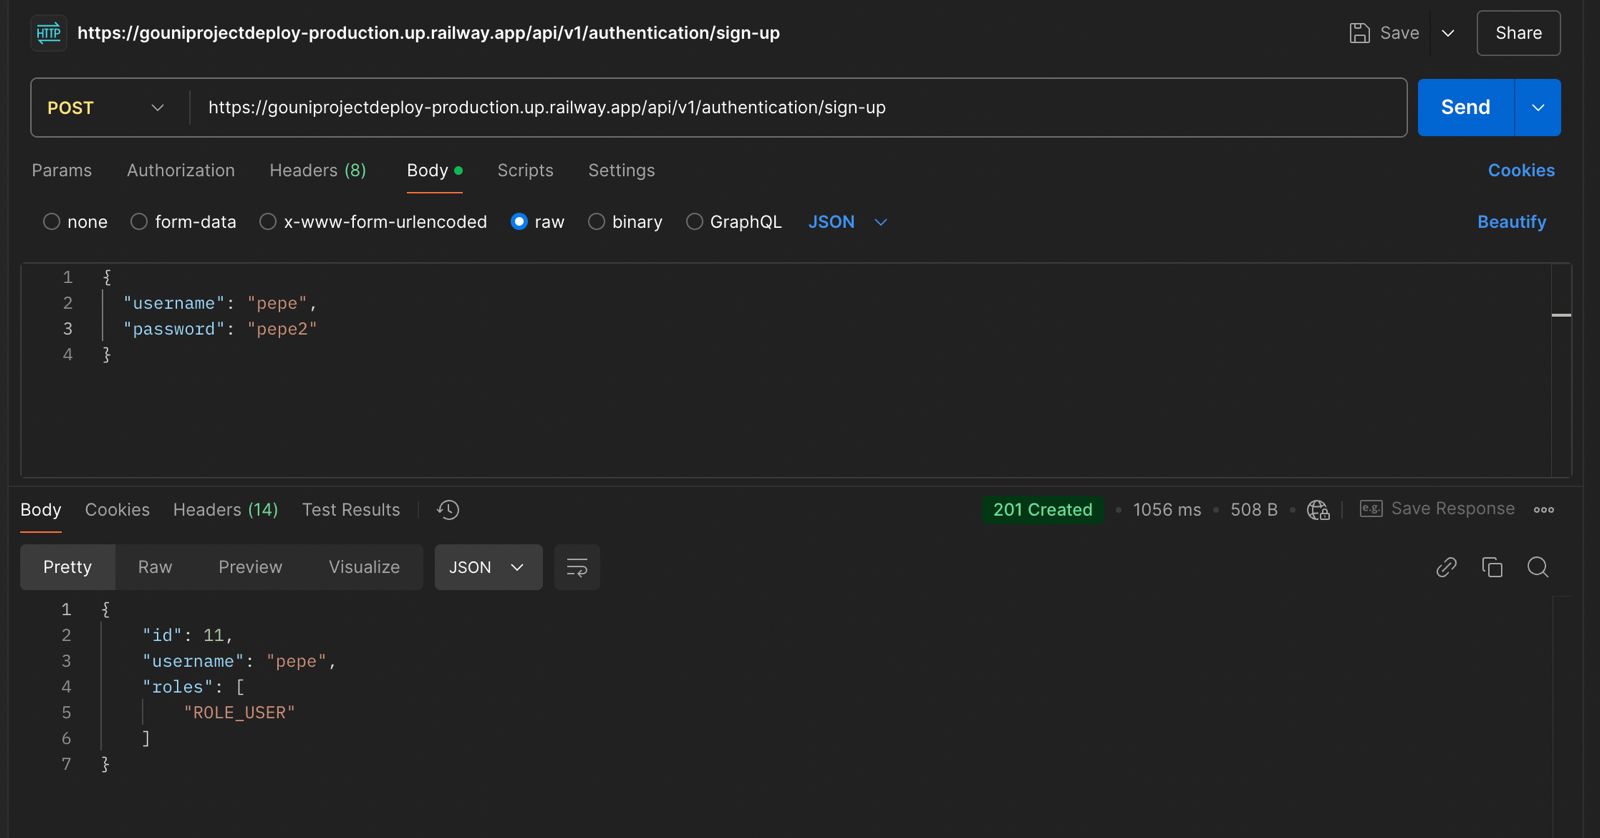 HTTP https://gouniprojectdeploy-production.up.railway.app/api/v1/authentication/sign-up Save Share
POST https://gouniprojectdeploy-production.up.railway.app/api/v1/authentication/sign-up Send
Params Authorization Headers (8) Body Scripts Settings Cookies
none form-data x-www-form-urlencoded raw binary GraphQL JSON Beautify
1 {
2 "username": "pepe",
3 "password": "pepe2"
4 }
Body Cookies Headers (14) Test Results 201 Created • 1056 ms • 508 B • e.g. Save Response
Pretty Raw Preview Visualize JSON
1 {
2 "id": 11,
3 "username": "pepe",
4 "roles": [
5 "ROLE_USER"
6 ]
7 }